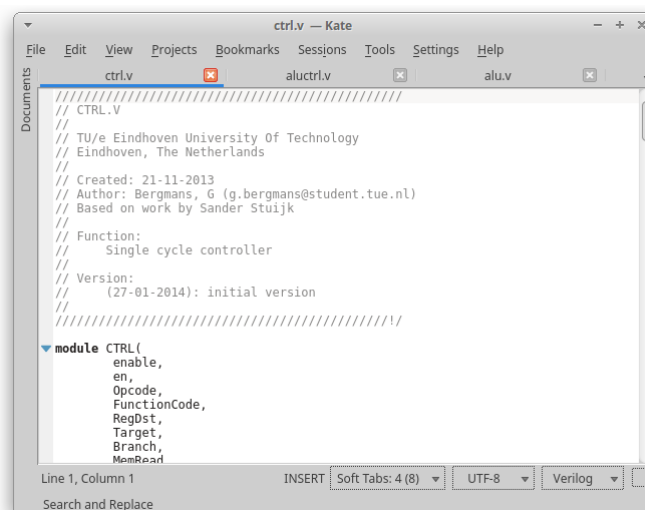 ctrl.v — Kate
File Edit View Projects Bookmarks Sessions Tools Settings Help
Documents
ctrl.v aluctrl.v alu.v
////////////////////////////////////////////////
// CTRL.V
//
// TU/e Eindhoven University Of Technology
// Eindhoven, The Netherlands
//
// Created: 21-11-2013
// Author: Bergmans, G (g.bergmans@student.tue.nl)
// Based on work by Sander Stuijk
//
// Function:
//     Single cycle controller
//
// Version:
//     (27-01-2014): initial version
//
//////////////////////////////////////////////!/
module CTRL(
enable,
en,
Opcode,
FunctionCode,
RegDst,
Target,
Branch,
MemRead
Line 1, Column 1 INSERT Soft Tabs: 4 (8) UTF-8 Verilog
Search and Replace